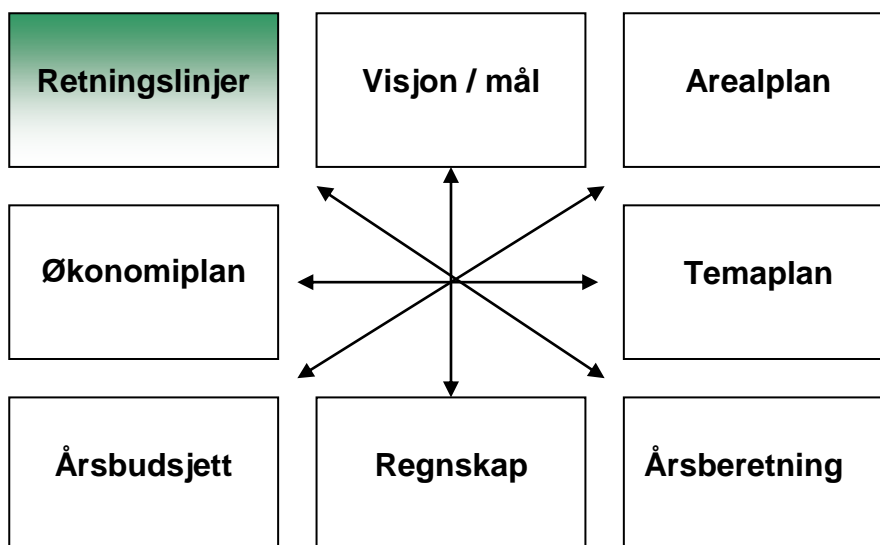 Retningslinjer
Visjon / mål
Arealplan
Økonomiplan
Temaplan
Årsbudsjett
Regnskap
Årsberetning